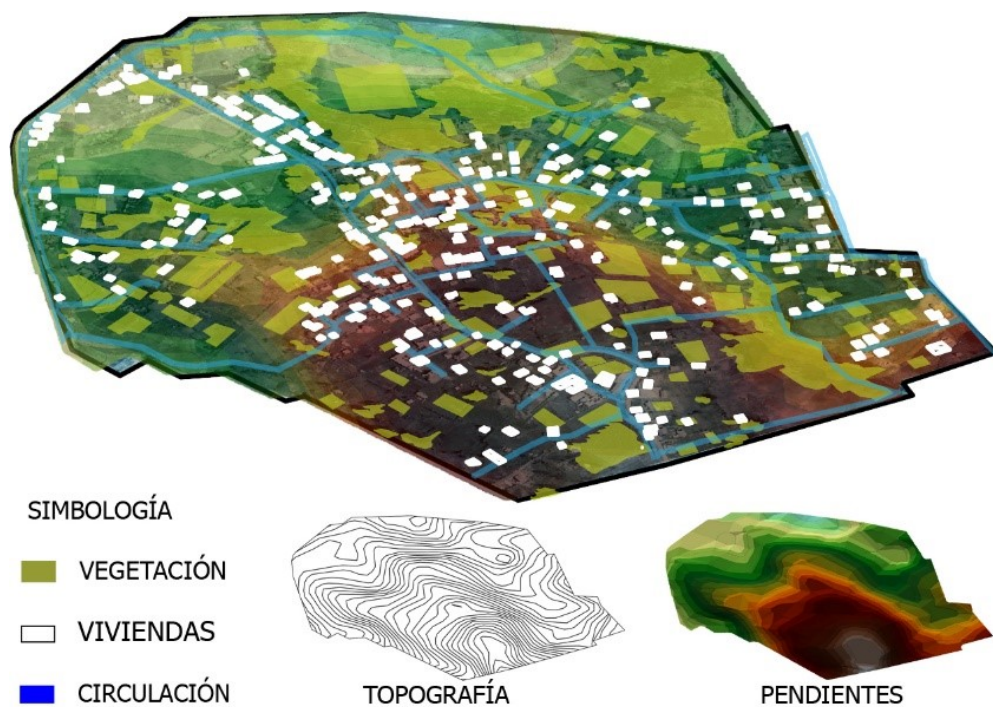 SIMBOLOGÍA
VEGETACIÓN
VIVIENDAS
CIRCULACIÓN
TOPOGRAFÍA
PENDIENTES